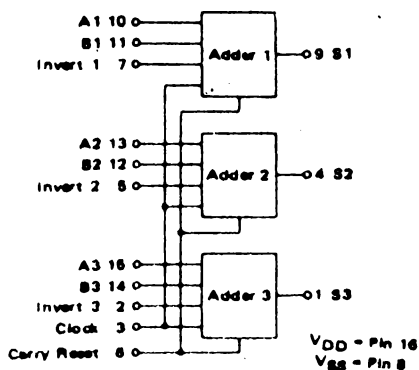 A1 10
B1 11
Invert 1 7
Adder 1
9 S1
A2 13
B2 12
Invert 2 5
Adder 2
4 S2
A3 15
B3 14
Invert 3 2
Clock 3
Carry Reset 6
Adder 3
1 S3
VDD = Pin 16
VSS = Pin 8